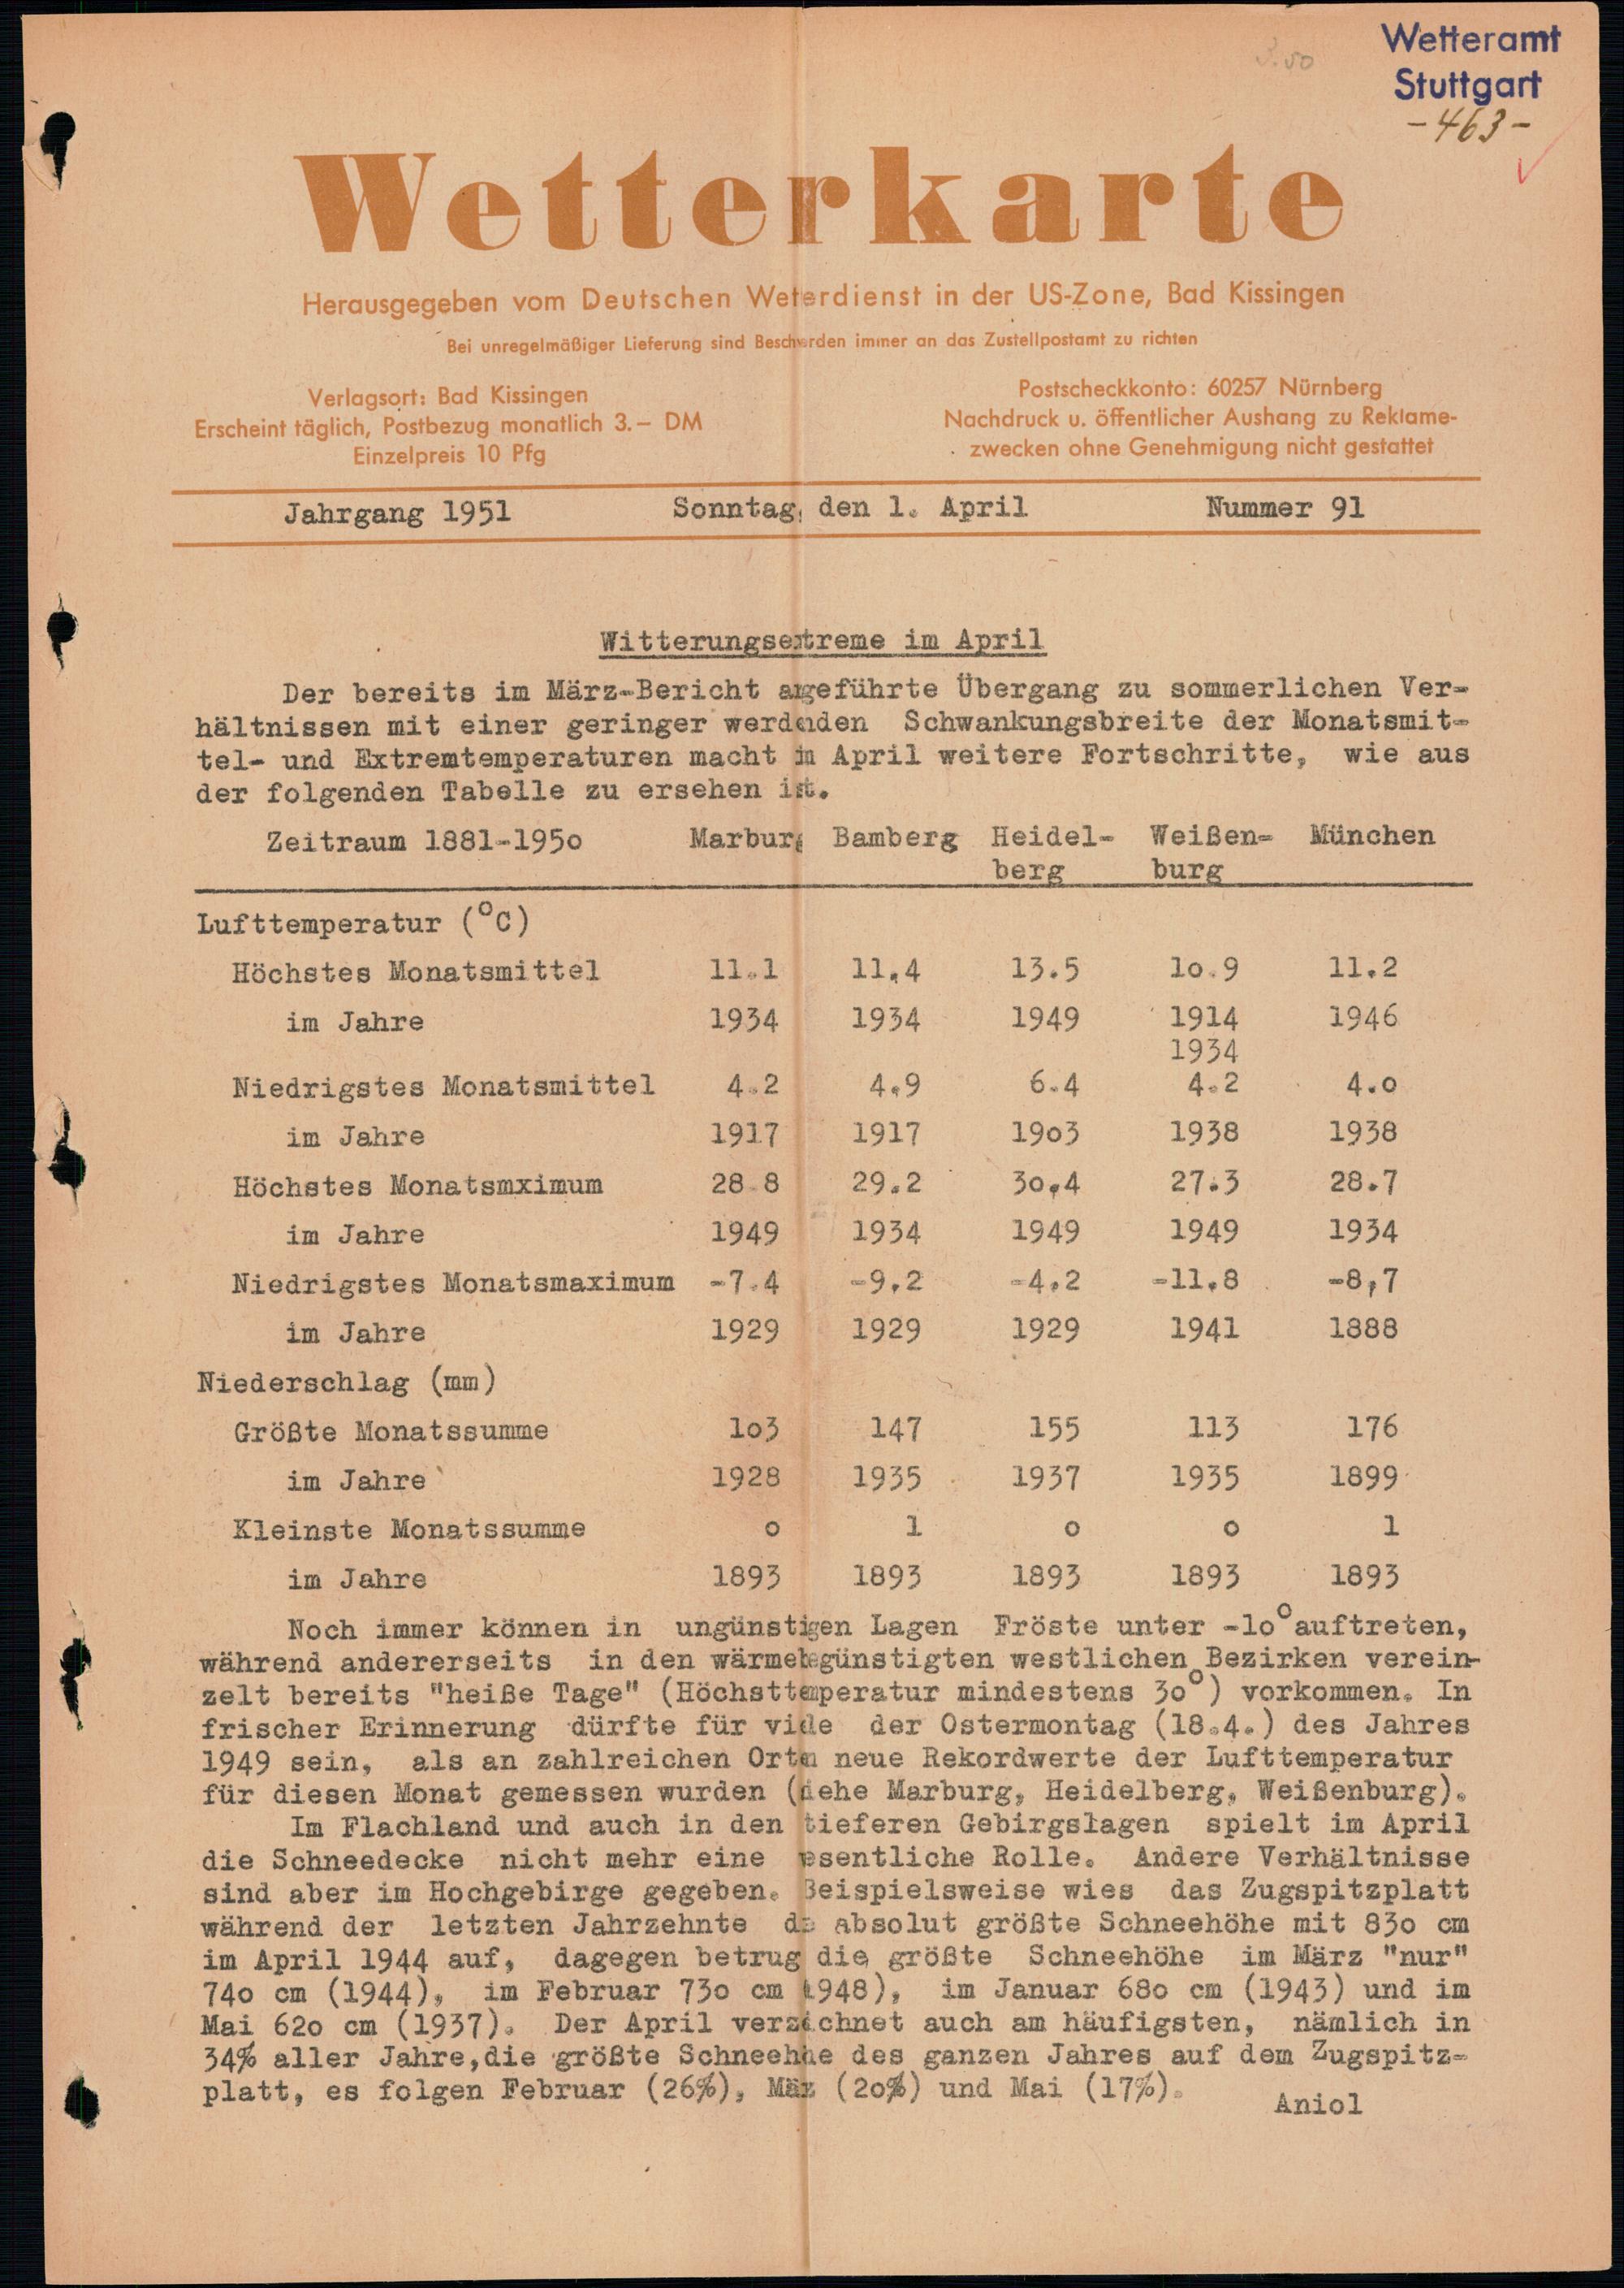 Wetteramt
Stuttgart
3.50
-463-
Wetterkarte
Herausgegeben vom Deutschen Wetterdienst in der US-Zone, Bad Kissingen
Bei unregelmäßiger Lieferung sind Beschwerden immer an das Zustellpostamt zu richten
Verlagsort: Bad Kissingen
Erscheint täglich, Postbezug monatlich 3.– DM
Einzelpreis 10 Pfg
Postscheckkonto: 60257 Nürnberg
Nachdruck u. öffentlicher Aushang zu Reklame-
zwecken ohne Genehmigung nicht gestattet
Jahrgang 1951 Sonntag, den 1. April Nummer 91
Witterungsextreme im April
Der bereits im März-Bericht angeführte Übergang zu sommerlichen Ver-
hältnissen mit einer geringer werdenden Schwankungsbreite der Monatsmit-
tel- und Extremtemperaturen macht im April weitere Fortschritte, wie aus
der folgenden Tabelle zu ersehen ist.
Zeitraum 1881-195o Marburg Bamberg Heidel- Weißen- München
berg burg
Lufttemperatur (°C)
Höchstes Monatsmittel 11.1 11.4 13.5 1o.9 11.2
im Jahre 1934 1934 1949 1914 1946
1934
Niedrigstes Monatsmittel 4.2 4.9 6.4 4.2 4.o
im Jahre 1917 1917 19o3 1938 1938
Höchstes Monatsmximum 28.8 29.2 3o.4 27.3 28.7
im Jahre 1949 1934 1949 1949 1934
Niedrigstes Monatsmaximum -7.4 -9.2 -4.2 -11.8 -8,7
im Jahre 1929 1929 1929 1941 1888
Niederschlag (mm)
Größte Monatssumme 1o3 147 155 113 176
im Jahre 1928 1935 1937 1935 1899
Kleinste Monatssumme o 1 o o 1
im Jahre 1893 1893 1893 1893 1893
Noch immer können in ungünstigen Lagen Fröste unter -1o° auftreten,
während andererseits in den wärmebegünstigten westlichen Bezirken verein-
zelt bereits "heiße Tage" (Höchsttemperatur mindestens 3o°) vorkommen. In
frischer Erinnerung dürfte für viele der Ostermontag (18.4.) des Jahres
1949 sein, als an zahlreichen Orten neue Rekordwerte der Lufttemperatur
für diesen Monat gemessen wurden (siehe Marburg, Heidelberg, Weißenburg).
Im Flachland und auch in den tieferen Gebirgslagen spielt im April
die Schneedecke nicht mehr eine wesentliche Rolle. Andere Verhältnisse
sind aber im Hochgebirge gegeben. Beispielsweise wies das Zugspitzplatt
während der letzten Jahrzehnte die absolut größte Schneehöhe mit 83o cm
im April 1944 auf, dagegen betrug die größte Schneehöhe im März "nur"
74o cm (1944), im Februar 73o cm (1948), im Januar 68o cm (1943) und im
Mai 62o cm (1937). Der April verzeichnet auch am häufigsten, nämlich in
34% aller Jahre,die größte Schneehöhe des ganzen Jahres auf dem Zugspitz-
platt, es folgen Februar (26%), März (2o%) und Mai (17%).
Aniol